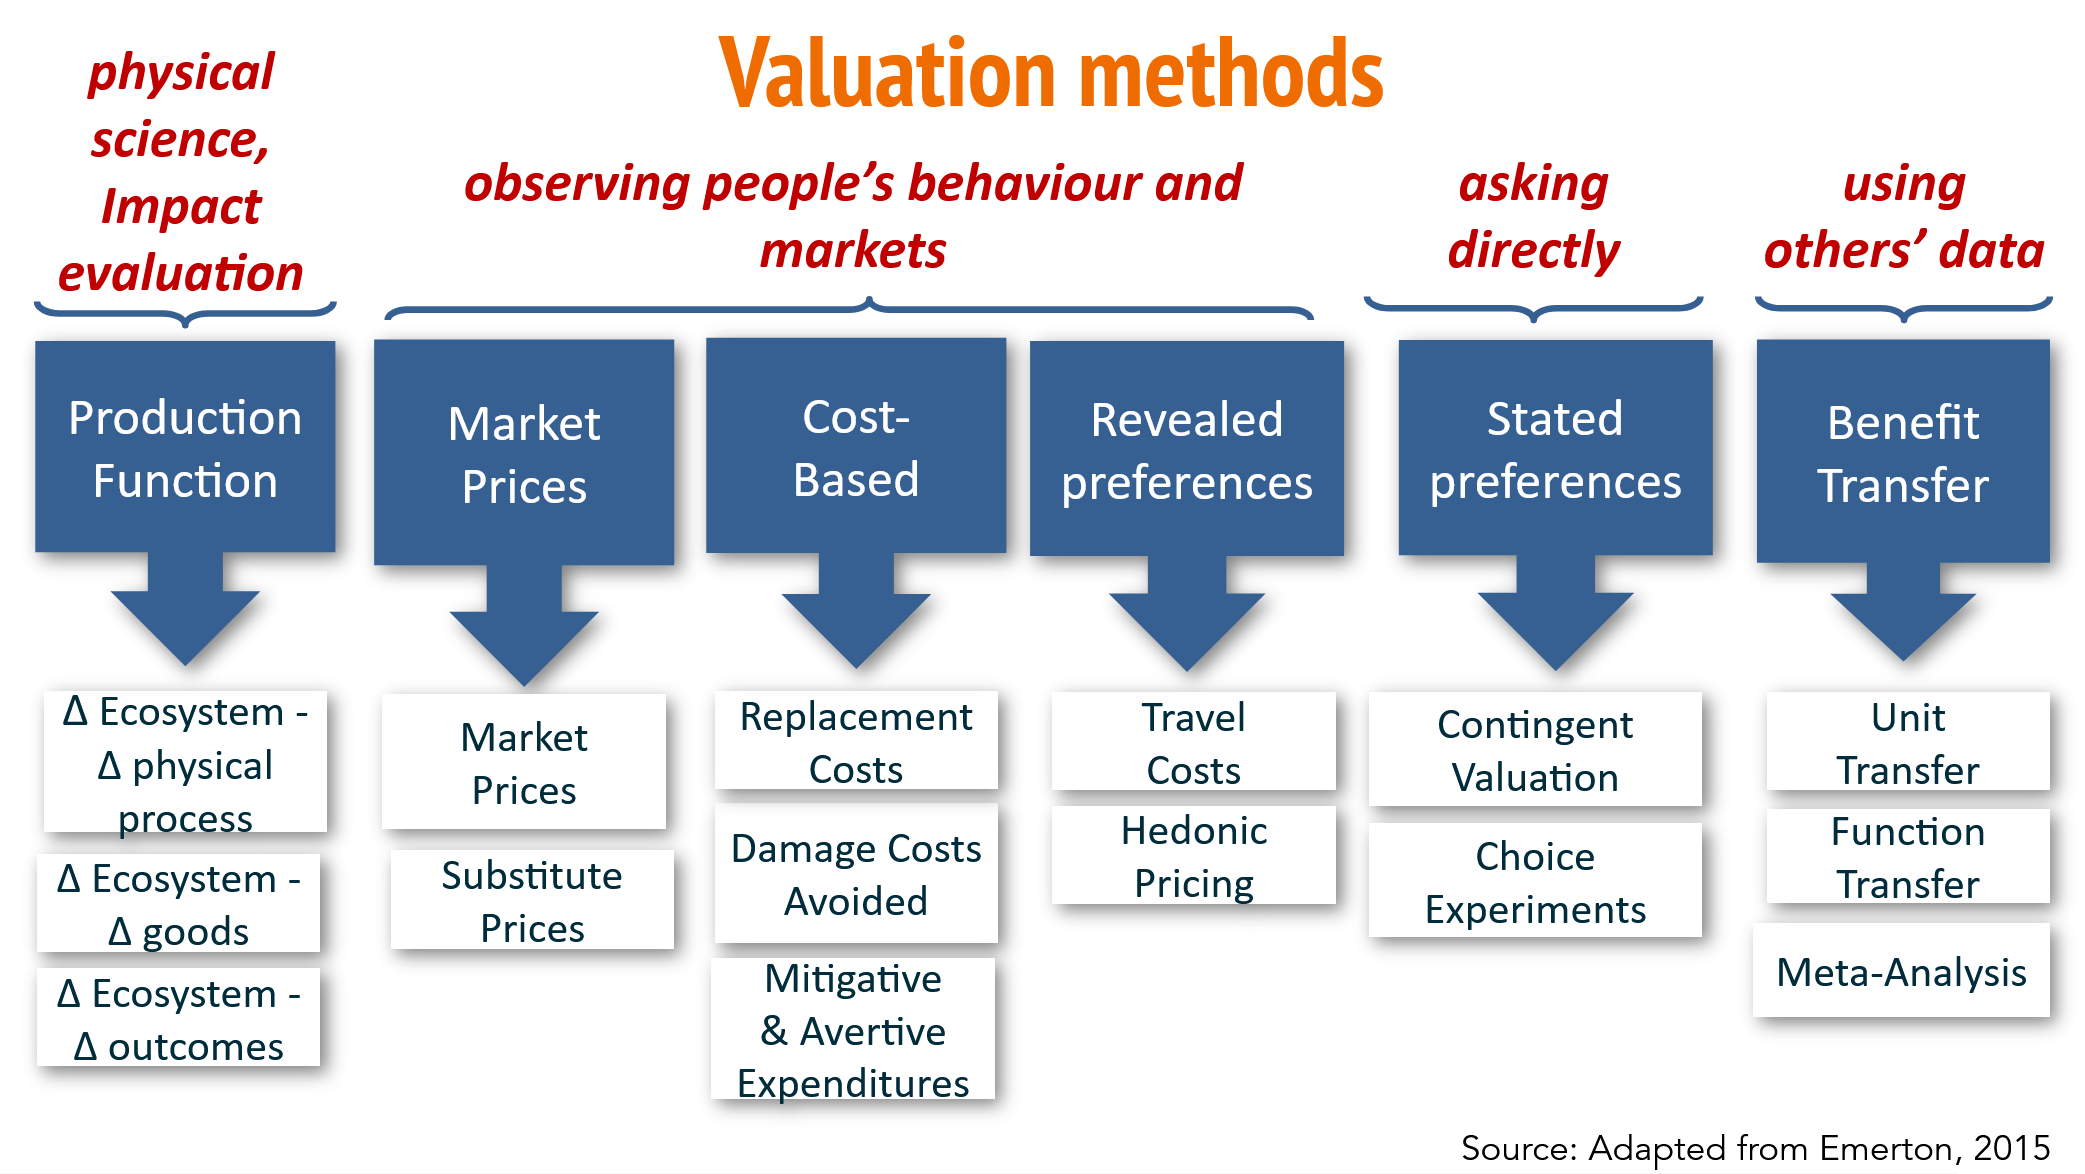 Valuation methods
physical
science,
Impact
evaluation
observing people’s behaviour and
markets
asking
directly
using
others’ data
Production
Function
Market
Prices
Cost-
Based
Revealed
preferences
Stated
preferences
Benefit
Transfer
Δ Ecosystem -
Δ physical
process
Δ Ecosystem -
Δ goods
Δ Ecosystem -
Δ outcomes
Market
Prices
Substitute
Prices
Replacement
Costs
Damage Costs
Avoided
Mitigative
& Avertive
Expenditures
Travel
Costs
Hedonic
Pricing
Contingent
Valuation
Choice
Experiments
Unit
Transfer
Function
Transfer
Meta-Analysis
Source: Adapted from Emerton, 2015